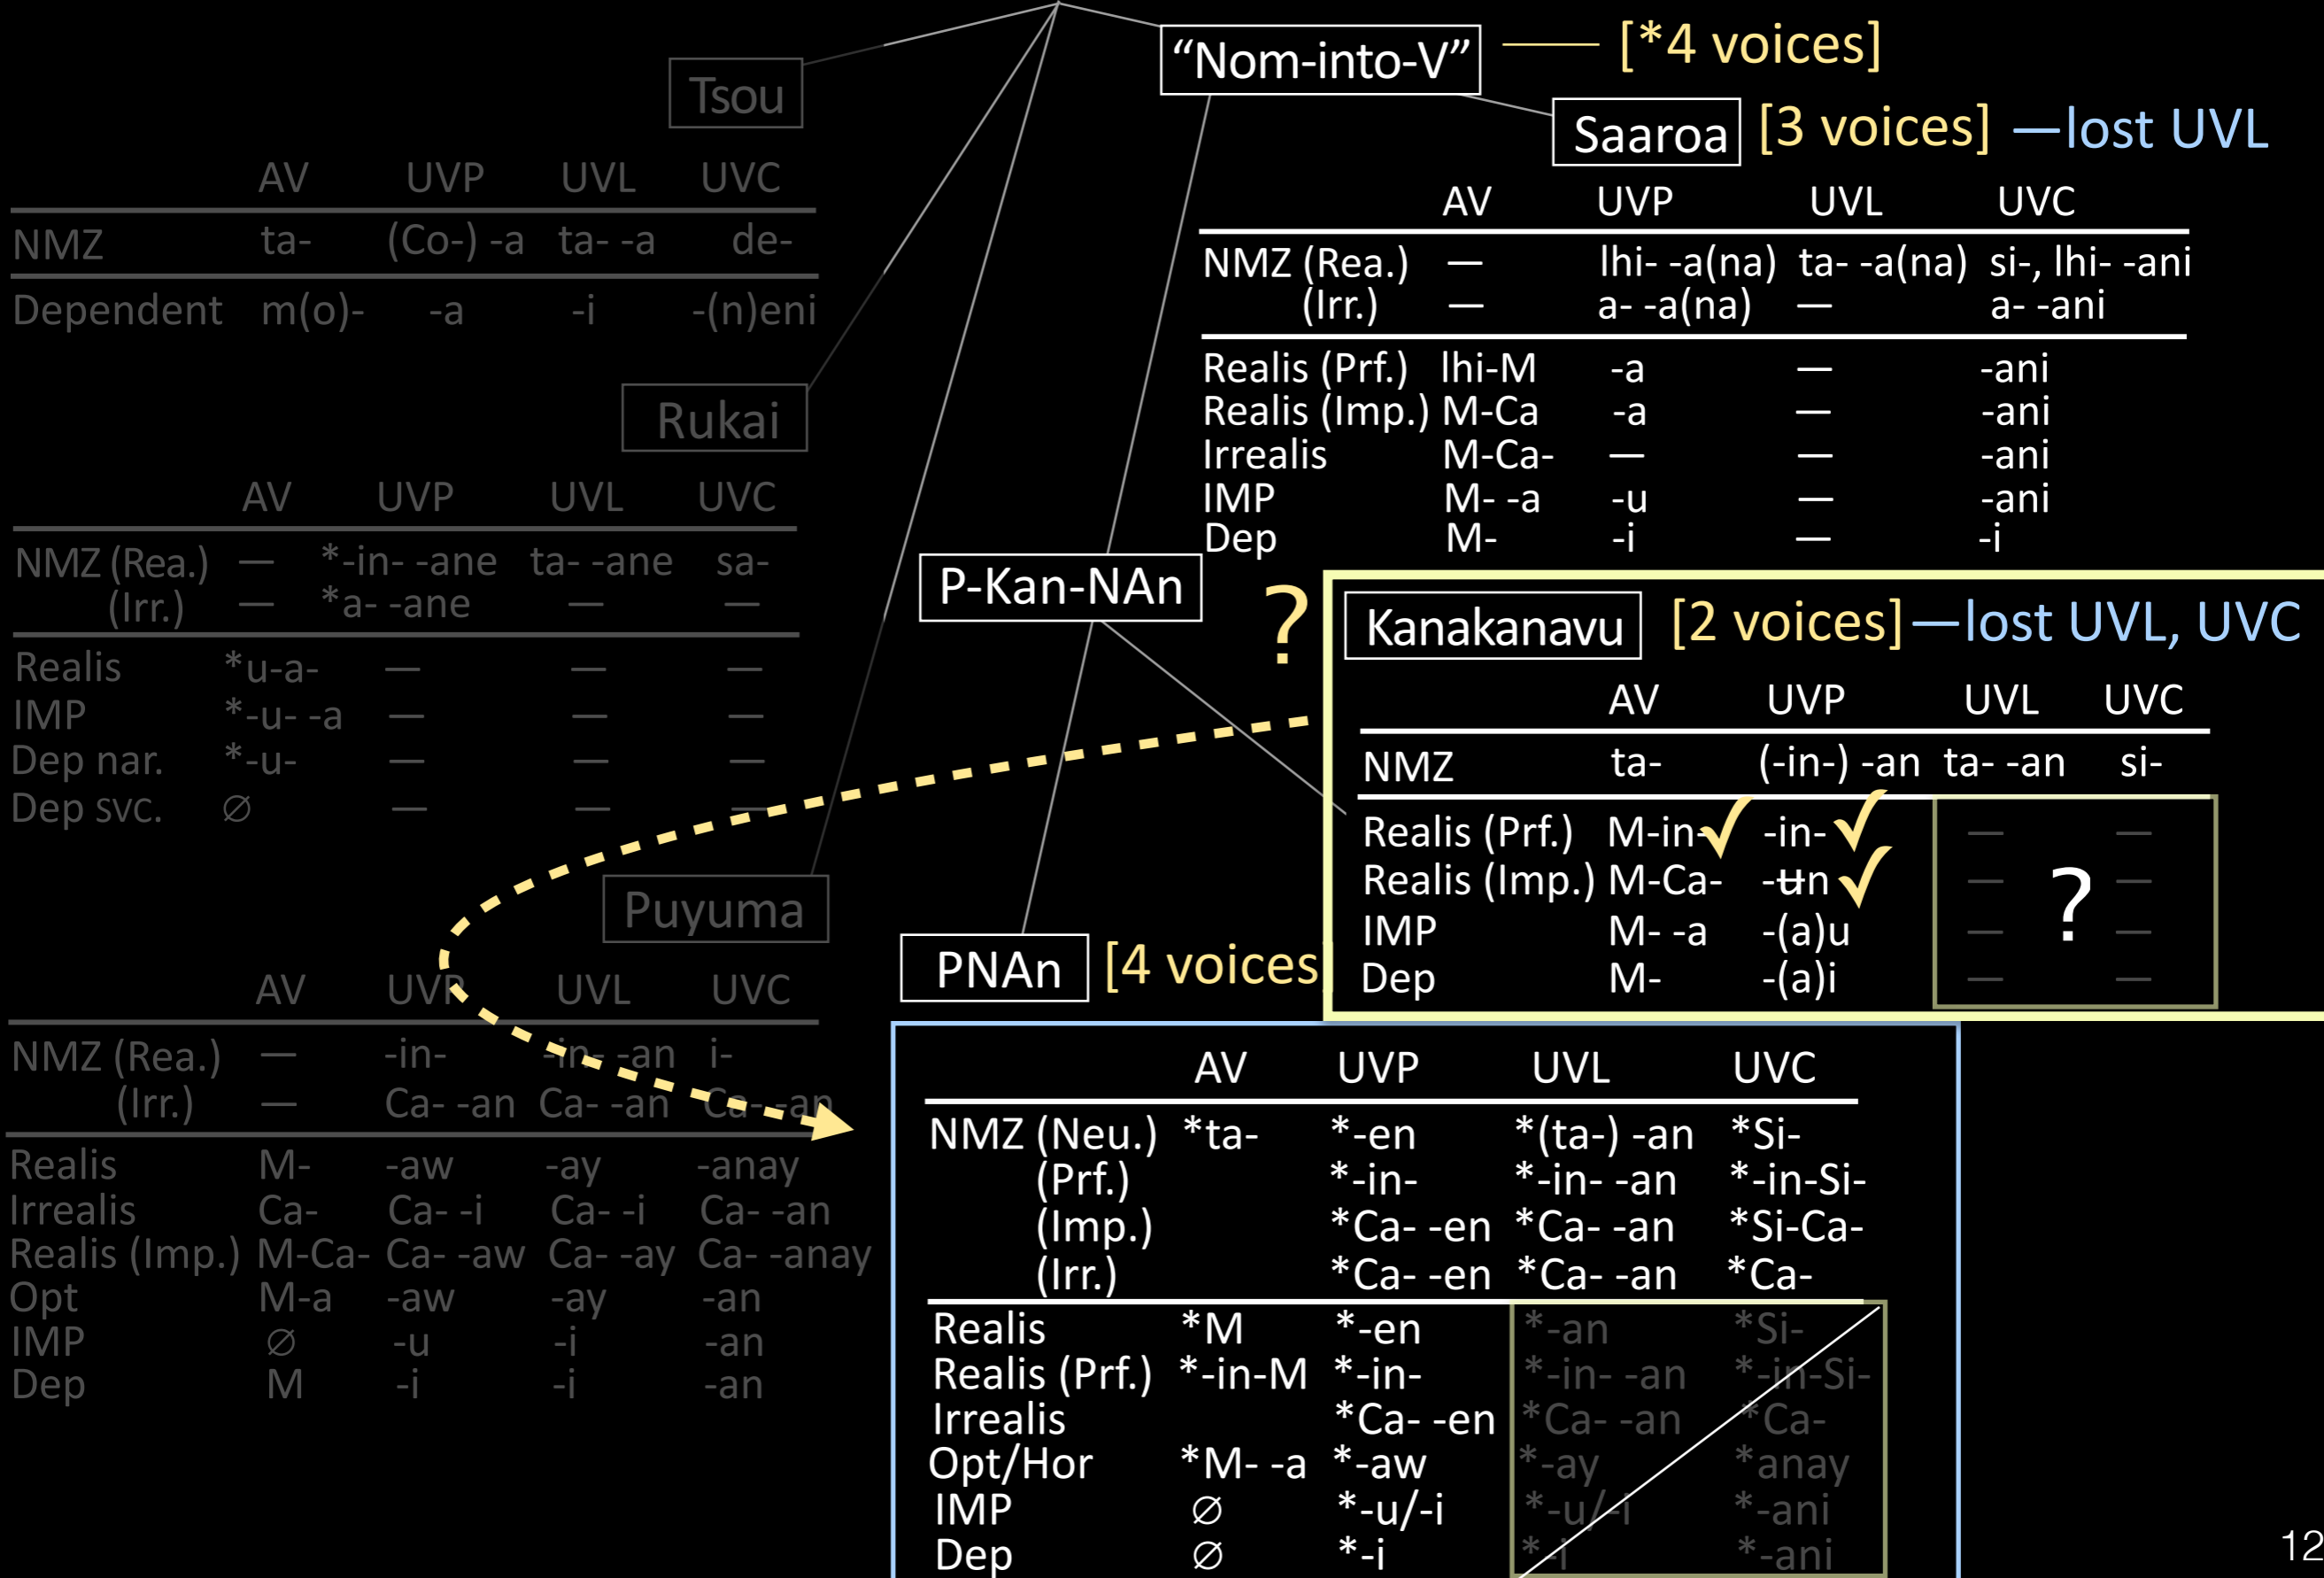 Tsou
AV UVP UVL UVC
NMZ ta- (Co-) -a ta- -a de-
Dependent m(o)- -a -i -(n)eni
Rukai
AV UVP UVL UVC
NMZ (Rea.) — *-in- -ane ta- -ane sa-
(Irr.) — *a- -ane — —
Realis *u-a- — — —
IMP *-u- -a — — —
Dep nar. *-u- — — —
Dep svc. ∅ — — —
Puyuma
AV UVP UVL UVC
NMZ (Rea.) — -in- -in- -an i-
(Irr.) — Ca- -an Ca- -an Ca- -an
Realis M- -aw -ay -anay
Irrealis Ca- Ca- -i Ca- -i Ca- -an
Realis (Imp.) M-Ca- Ca- -aw Ca- -ay Ca- -anay
Opt M-a -aw -ay -an
IMP ∅ -u -i -an
Dep M -i -i -an
“Nom-into-V” [*4 voices]
Saaroa [3 voices] —lost UVL
AV UVP UVL UVC
NMZ (Rea.) — lhi- -a(na) ta- -a(na) si-, lhi- -ani
(Irr.) — a- -a(na) — a- -ani
Realis (Prf.) lhi-M -a — -ani
Realis (Imp.) M-Ca -a — -ani
Irrealis M-Ca- — — -ani
IMP M- -a -u — -ani
Dep M- -i — -i
P-Kan-NAn
?
Kanakanavu [2 voices]—lost UVL, UVC
AV UVP UVL UVC
NMZ ta- (-in-) -an ta- -an si-
Realis (Prf.) M-in-✓ -in-✓ — —
Realis (Imp.) M-Ca- -ʉn✓ — —
?
IMP M- -a -(a)u — —
Dep M- -(a)i — —
PNAn [4 voices
AV UVP UVL UVC
NMZ (Neu.) *ta- *-en *(ta-) -an *Si-
(Prf.) *-in- *-in- -an *-in-Si-
(Imp.) *Ca- -en *Ca- -an *Si-Ca-
(Irr.) *Ca- -en *Ca- -an *Ca-
Realis *M *-en *-an *Si-
Realis (Prf.) *-in-M *-in- *-in- -an *-in-Si-
Irrealis *Ca- -en *Ca- -an *Ca-
Opt/Hor *M- -a *-aw *-ay *anay
IMP ∅ *-u/-i *-u/-i *-ani
Dep ∅ *-i *-i *-ani
12